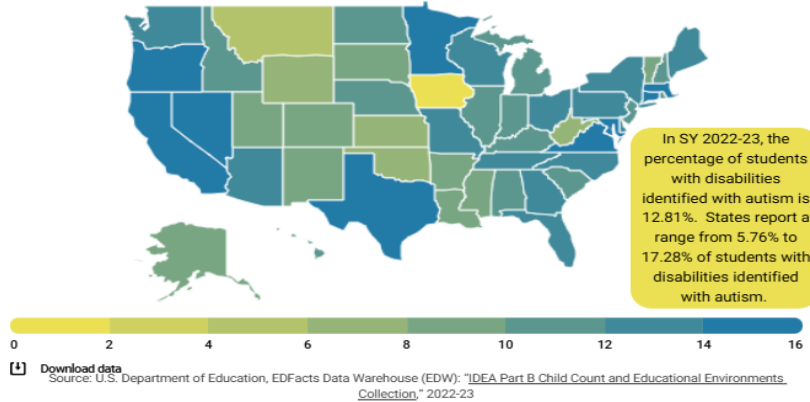 In SY 2022-23, the
percentage of students
with disabilities
identified with autism is
12.81%. States report a
range from 5.76% to
17.28% of students with
disabilities identified
with autism.
0 2 4 6 8 10 12 14 16
Download data
Source: U.S. Department of Education, EDFacts Data Warehouse (EDW): "IDEA Part B Child Count and Educational Environments
Collection," 2022-23